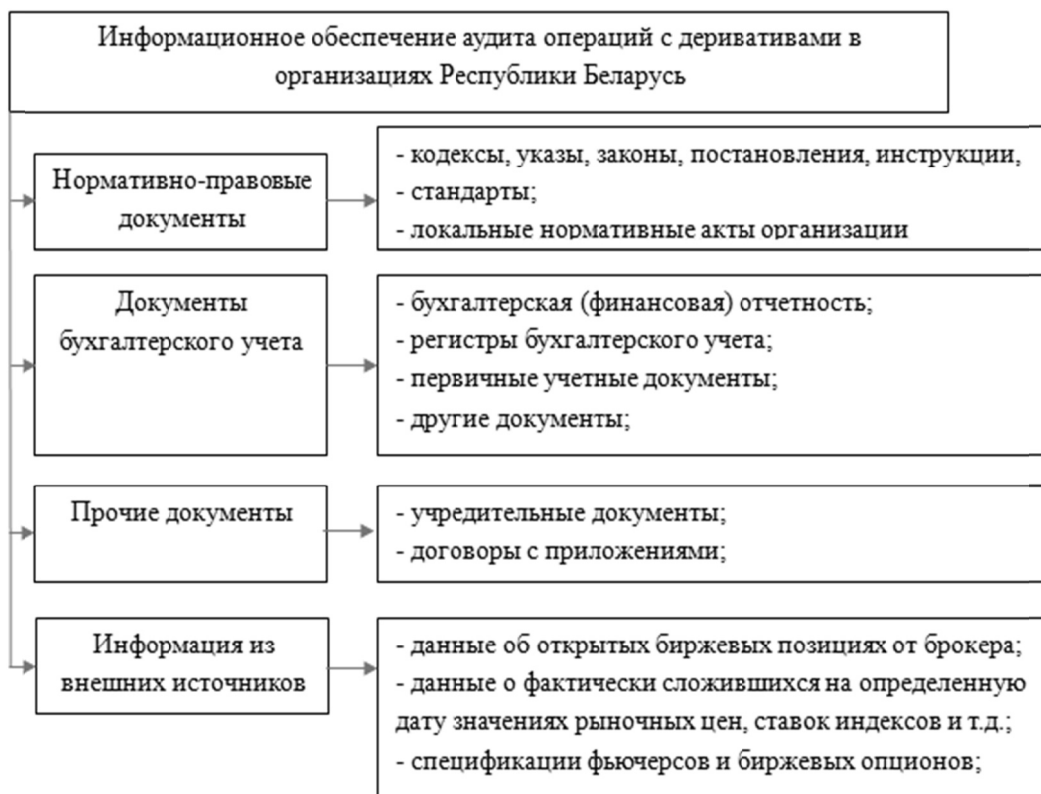 Информационное обеспечение аудита операций с деривативами в
организациях Республики Беларусь
Нормативно-правовые
документы
- кодексы, указы, законы, постановления, инструкции,
- стандарты;
- локальные нормативные акты организации
Документы
бухгалтерского учета
- бухгалтерская (финансовая) отчетность;
- регистры бухгалтерского учета;
- первичные учетные документы;
- другие документы;
Прочие документы
- учредительные документы;
- договоры с приложениями;
Информация из
внешних источников
- данные об открытых биржевых позициях от брокера;
- данные о фактически сложившихся на определенную
дату значениях рыночных цен, ставок индексов и т.д.;
- спецификации фьючерсов и биржевых опционов;